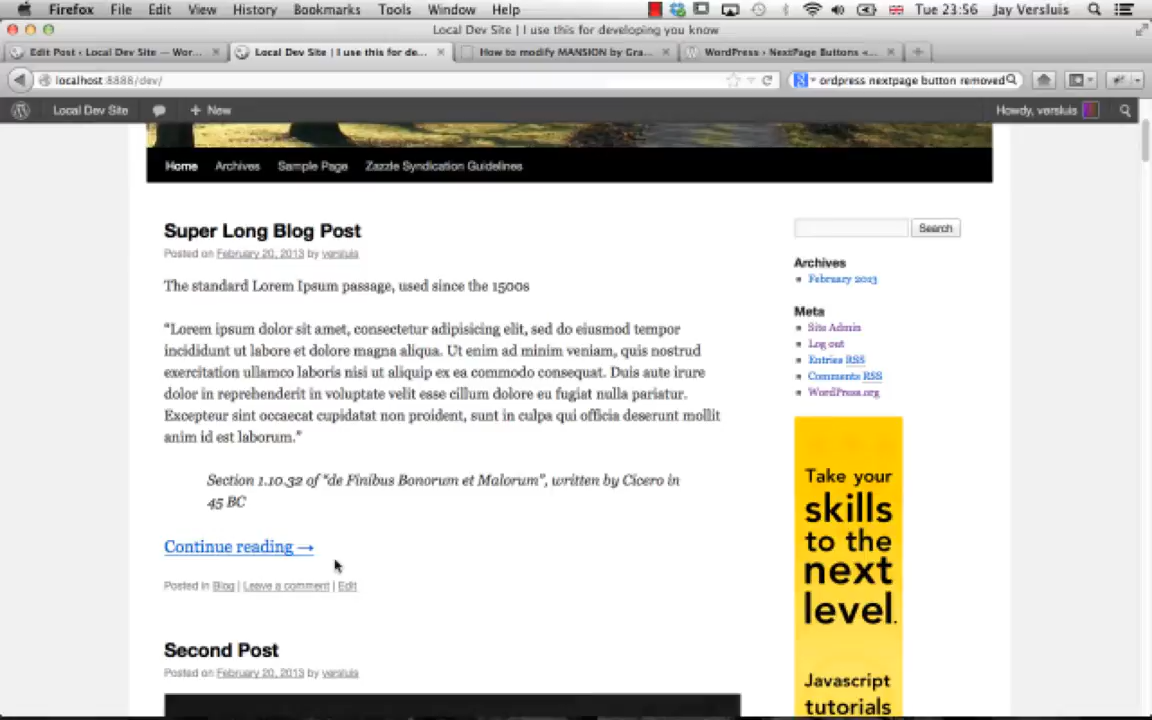 Firefox File Edit View History Bookmarks Tools Window Help Tue 23:56 Jay Versluis
Local Dev Site | I use this for developing you know
Edit Post ‹ Local Dev Site — Wor...
Local Dev Site | I use this for de...
How to modify MANSION by Gra...
WordPress › NextPage Buttons «...
localhost:8888/dev/
ordpress nextpage button removed
Local Dev Site New Howdy, versluis
Home Archives Sample Page Zazzle Syndication Guidelines
Super Long Blog Post
Posted on February 20, 2013 by versluis
The standard Lorem Ipsum passage, used since the 1500s
“Lorem ipsum dolor sit amet, consectetur adipisicing elit, sed do eiusmod tempor
incididunt ut labore et dolore magna aliqua. Ut enim ad minim veniam, quis nostrud
exercitation ullamco laboris nisi ut aliquip ex ea commodo consequat. Duis aute irure
dolor in reprehenderit in voluptate velit esse cillum dolore eu fugiat nulla pariatur.
Excepteur sint occaecat cupidatat non proident, sunt in culpa qui officia deserunt mollit
anim id est laborum.”
Section 1.10.32 of “de Finibus Bonorum et Malorum”, written by Cicero in
45 BC
Continue reading →
Posted in Blog | Leave a comment | Edit
Second Post
Posted on February 20, 2013 by versluis
Search
Archives
February 2013
Meta
Site Admin
Log out
Entries RSS
Comments RSS
WordPress.org
Take your
skills
to the
next
level.
Javascript
tutorials